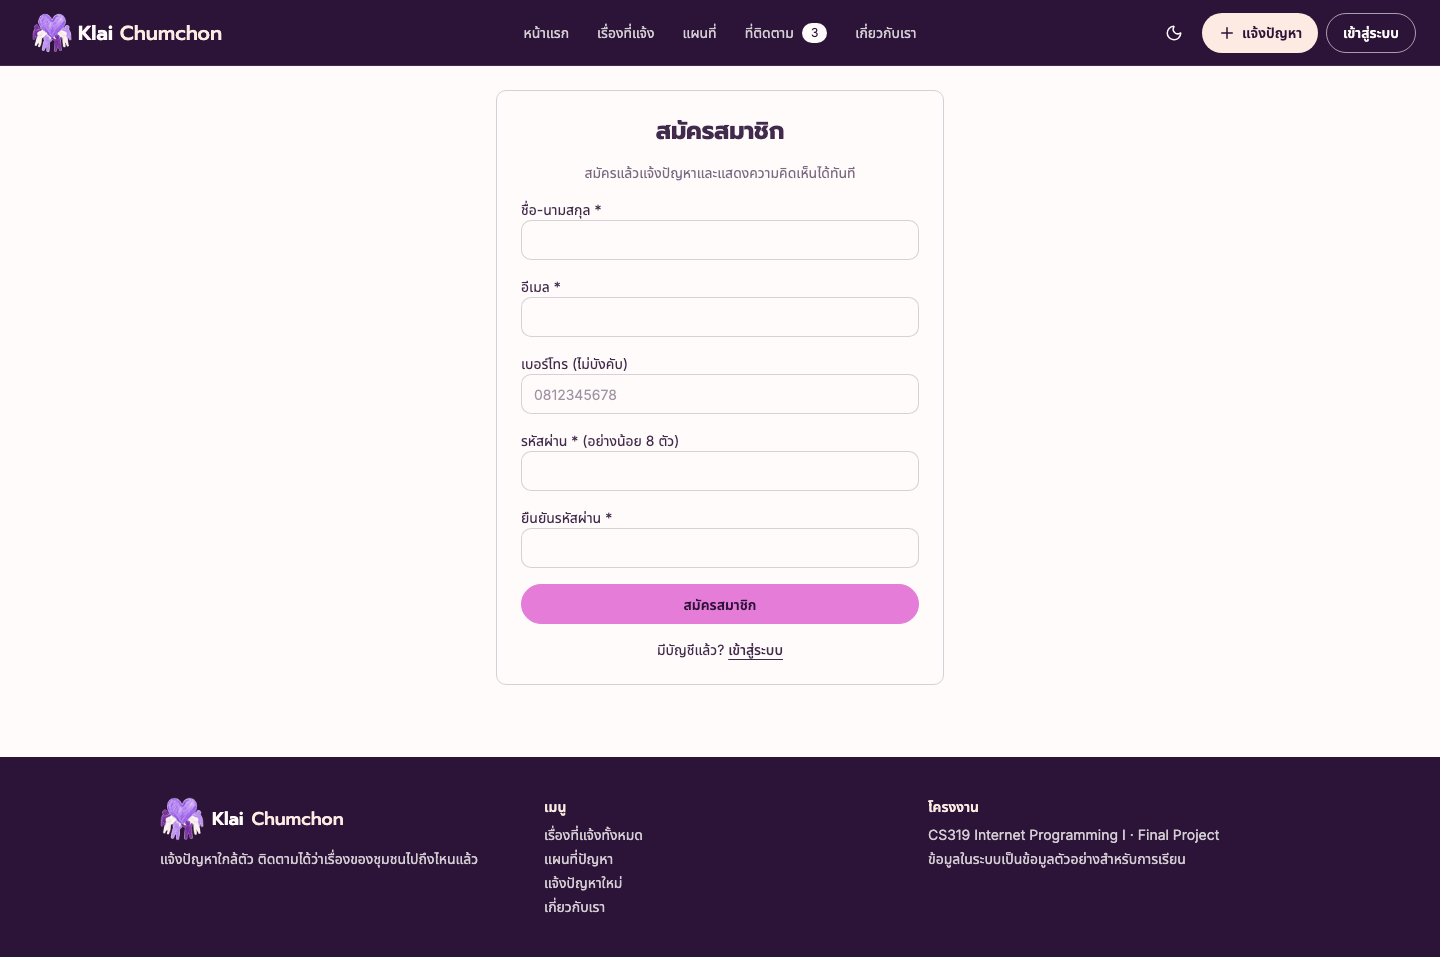 Klai Chumchon
หน้าแรก
เรื่องที่แจ้ง
แผนที่
ที่ติดตาม 3
เกี่ยวกับเรา
+ แจ้งปัญหา
เข้าสู่ระบบ
สมัครสมาชิก
สมัครแล้วแจ้งปัญหาและแสดงความคิดเห็นได้ทันที
ชื่อ-นามสกุล *
อีเมล *
เบอร์โทร (ไม่บังคับ)
0812345678
รหัสผ่าน * (อย่างน้อย 8 ตัว)
ยืนยันรหัสผ่าน *
สมัครสมาชิก
มีบัญชีแล้ว? เข้าสู่ระบบ
Klai Chumchon
แจ้งปัญหาใกล้ตัว ติดตามได้ว่าเรื่องของชุมชนไปถึงไหนแล้ว
เมนู
เรื่องที่แจ้งทั้งหมด
แผนที่ปัญหา
แจ้งปัญหาใหม่
เกี่ยวกับเรา
โครงงาน
CS319 Internet Programming I · Final Project
ข้อมูลในระบบเป็นข้อมูลตัวอย่างสำหรับการเรียน